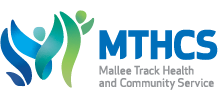 MTHCS
Mallee Track Health
and Community Service